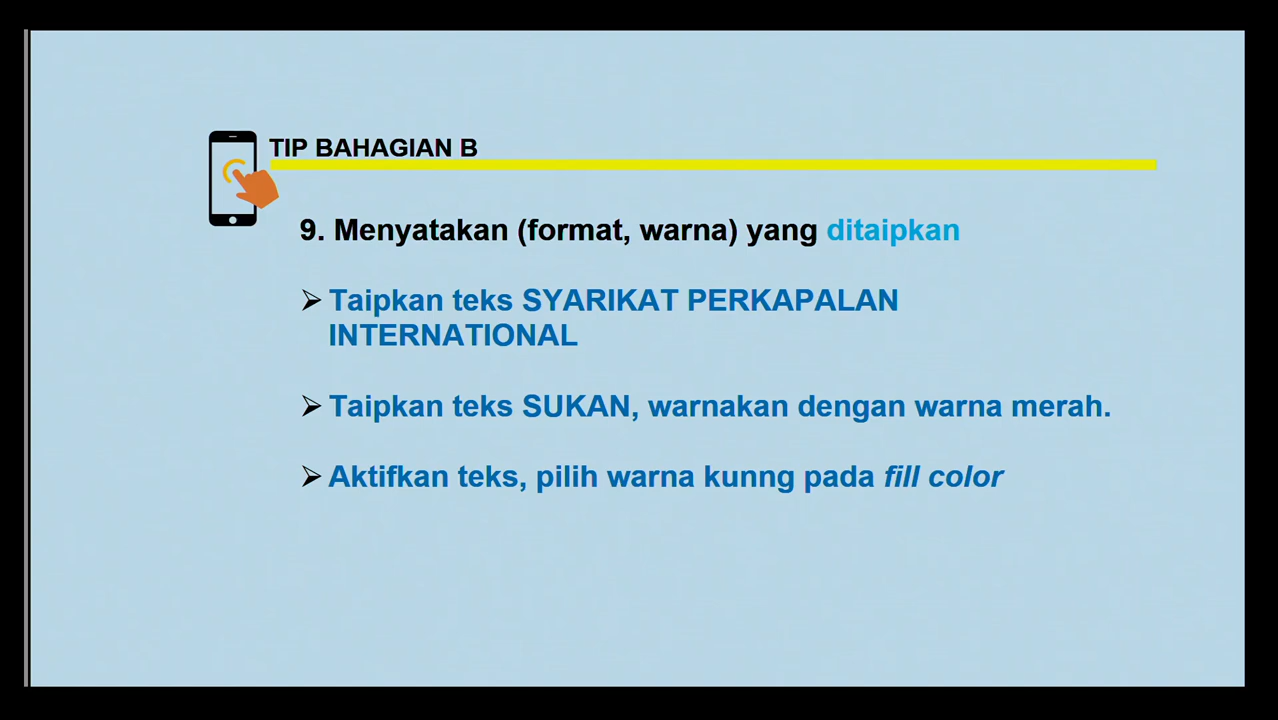 TIP BAHAGIAN B
9. Menyatakan (format, warna) yang ditaipkan
➢ Taipkan teks SYARIKAT PERKAPALAN
INTERNATIONAL
➢ Taipkan teks SUKAN, warnakan dengan warna merah.
➢ Aktifkan teks, pilih warna kunng pada fill color